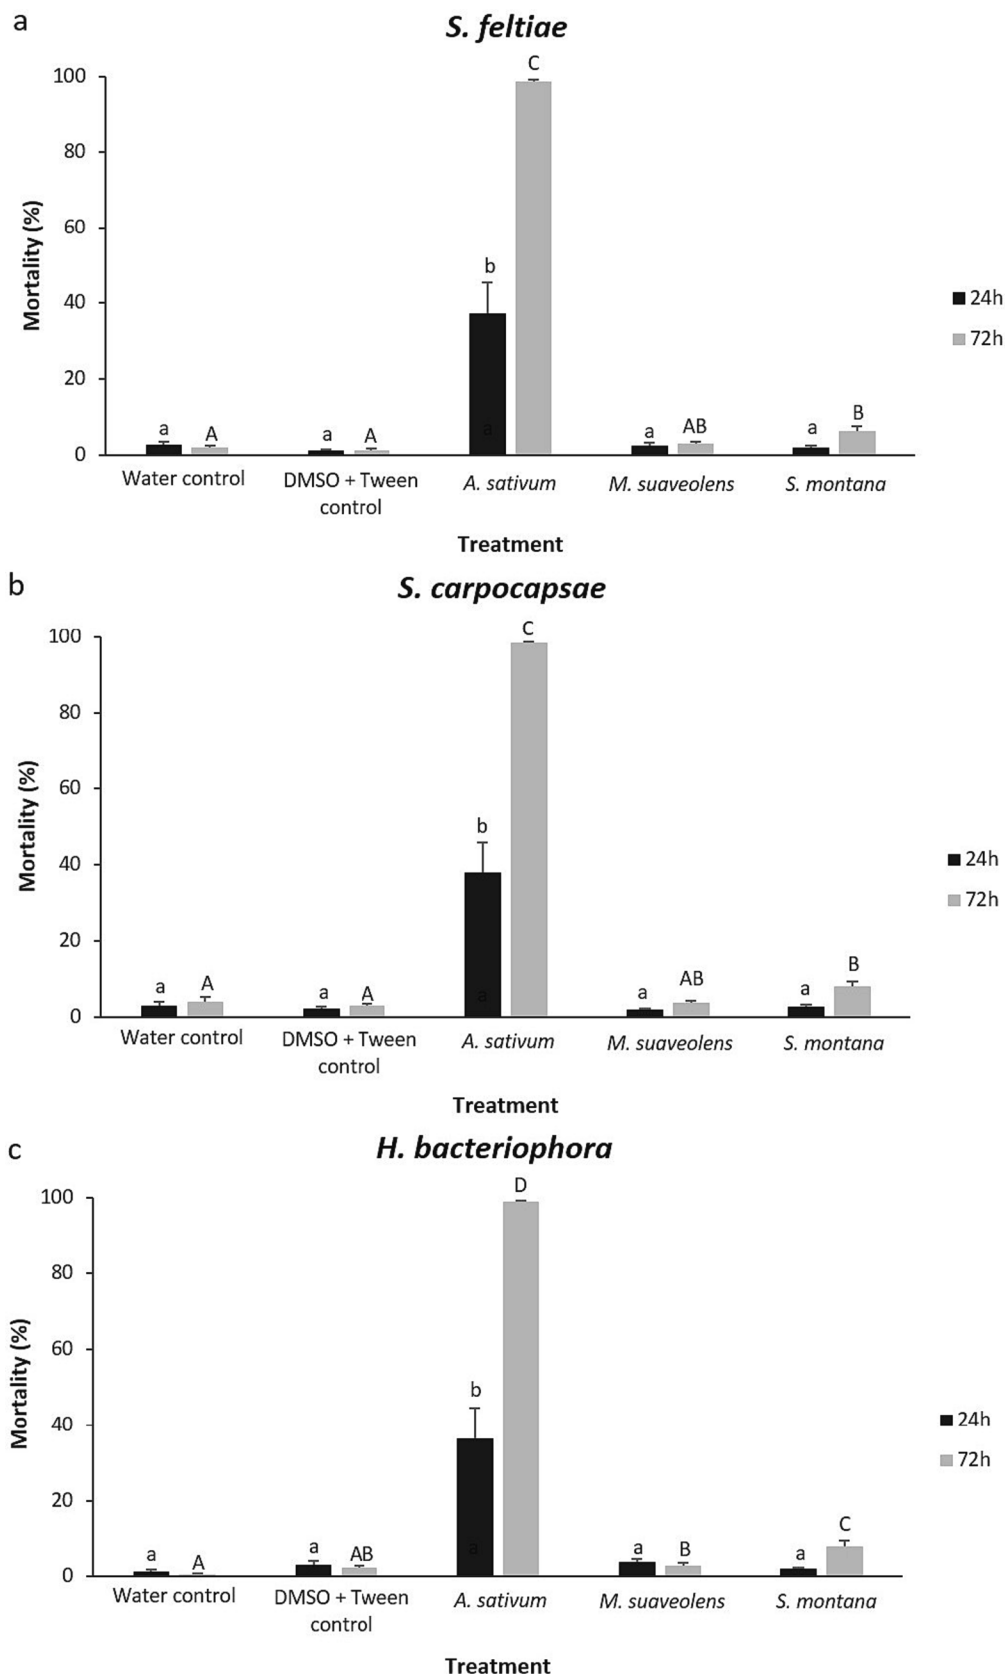 a
S. feltiae
C
100
80
60
b
40
20
a
A
a
A
a
a
AB
a
B
0
Mortality (%)
24h
72h
Water control
DMSO + Tween
control
A. sativum
M. suaveolens
S. montana
Treatment
b
S. carpocapsae
C
100
80
60
b
40
20
a
A
a
A
a
a
AB
a
B
0
Mortality (%)
24h
72h
Water control
DMSO + Tween
control
A. sativum
M. suaveolens
S. montana
Treatment
c
H. bacteriophora
D
100
80
60
b
40
20
a
A
a
AB
a
a
B
a
C
0
Mortality (%)
24h
72h
Water control
DMSO + Tween
control
A. sativum
M. suaveolens
S. montana
Treatment